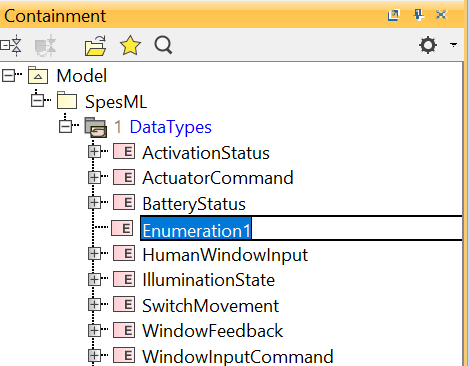 Containment
Model
SpesML
1 DataTypes
E ActivationStatus
E ActuatorCommand
E BatteryStatus
E Enumeration1
E HumanWindowInput
E IlluminationState
E SwitchMovement
E WindowFeedback
E WindowInputCommand